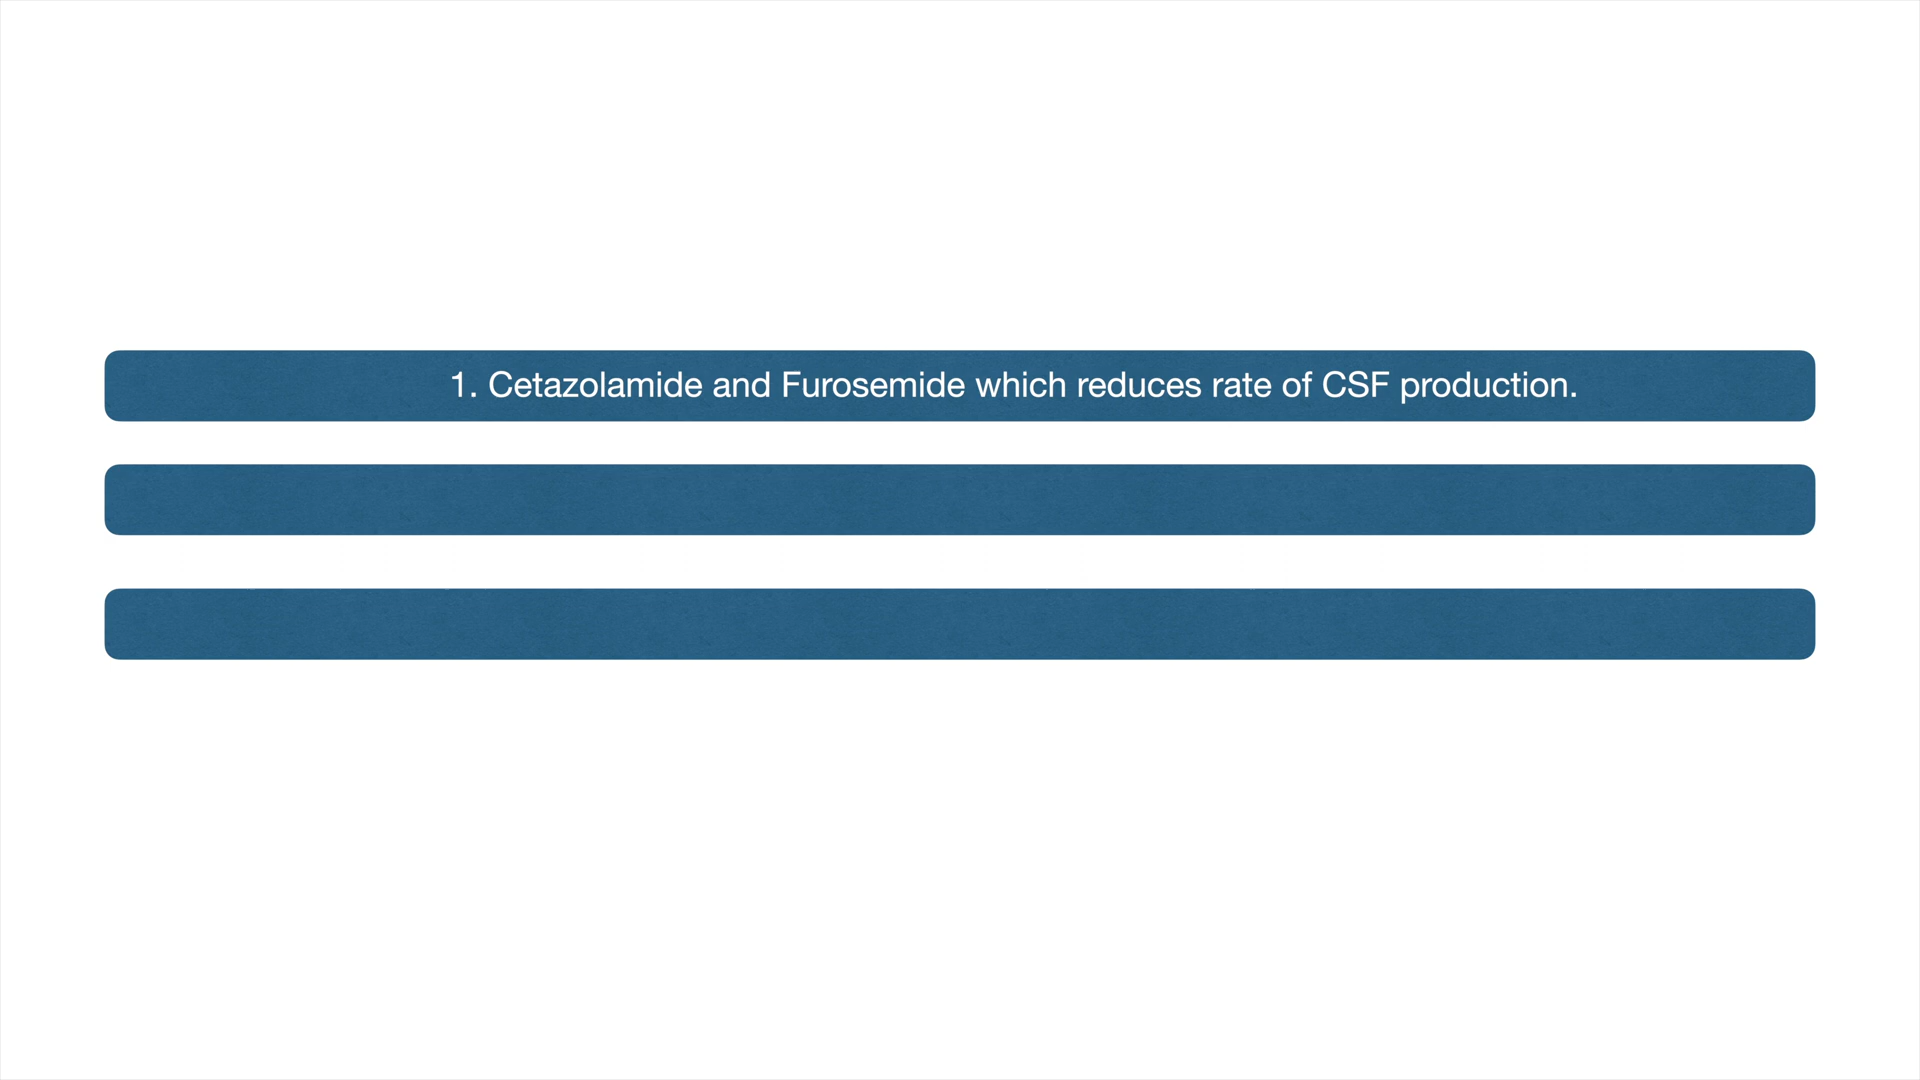 1. Cetazolamide and Furosemide which reduces rate of CSF production.